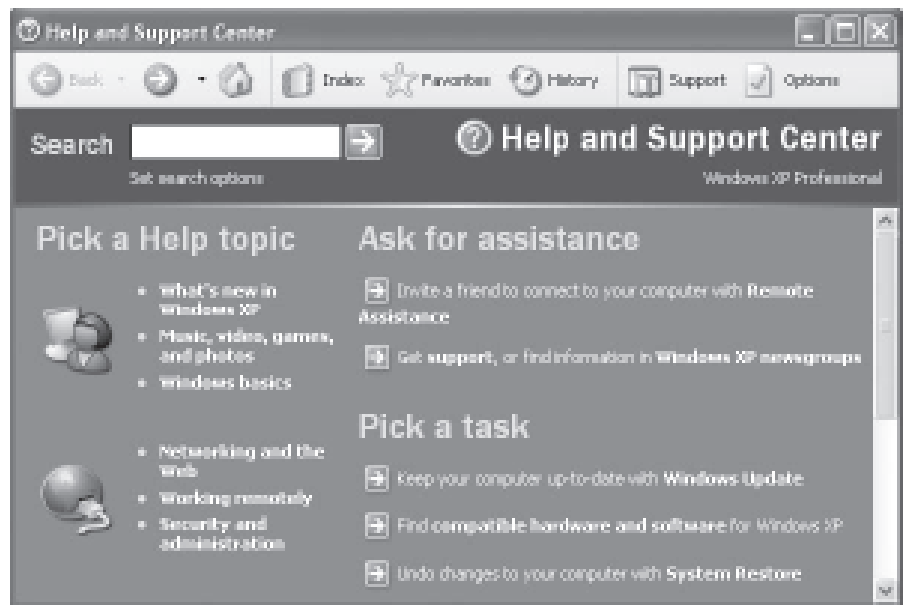 Help and Support Center
Back
Index
Favorites
History
Support
Options
Search
Set search options
Help and Support Center
Windows XP Professional
Pick a Help topic
What's new in
Windows XP
Music, video, games,
and photos
Windows basics
Networking and the
Web
Working remotely
Security and
administration
Ask for assistance
Invite a friend to connect to your computer with Remote
Assistance
Get support, or find information in Windows XP newsgroups
Pick a task
Keep your computer up-to-date with Windows Update
Find compatible hardware and software for Windows XP
Undo changes to your computer with System Restore